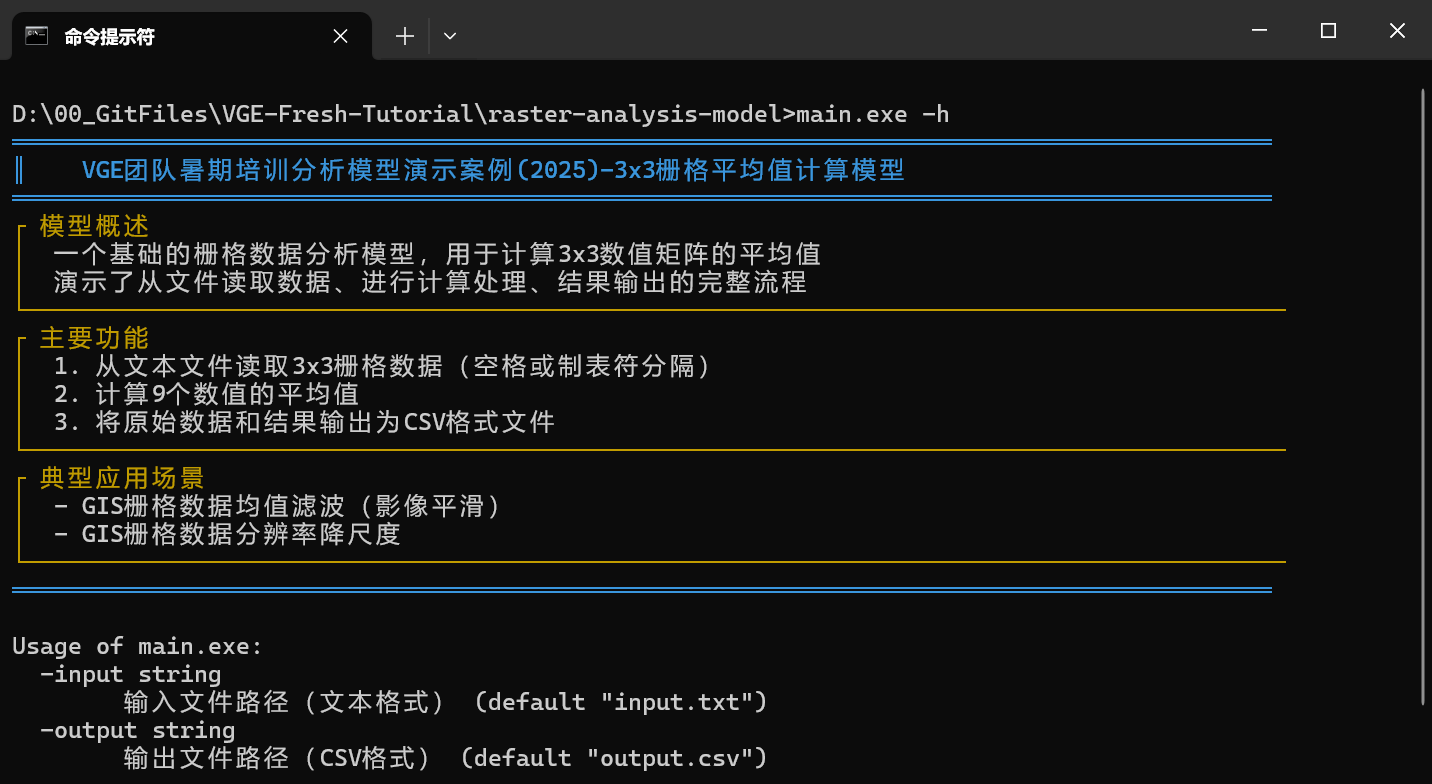 命令提示符
D:\00_GitFiles\VGE-Fresh-Tutorial\raster-analysis-model>main.exe -h
VGE团队暑期培训分析模型演示案例(2025)-3x3栅格平均值计算模型
模型概述
一个基础的栅格数据分析模型，用于计算3x3数值矩阵的平均值
演示了从文件读取数据、进行计算处理、结果输出的完整流程
主要功能
1. 从文本文件读取3x3栅格数据（空格或制表符分隔）
2. 计算9个数值的平均值
3. 将原始数据和结果输出为CSV格式文件
典型应用场景
- GIS栅格数据均值滤波（影像平滑）
- GIS栅格数据分辨率降尺度
Usage of main.exe:
-input string
输入文件路径（文本格式） (default "input.txt")
-output string
输出文件路径（CSV格式） (default "output.csv")